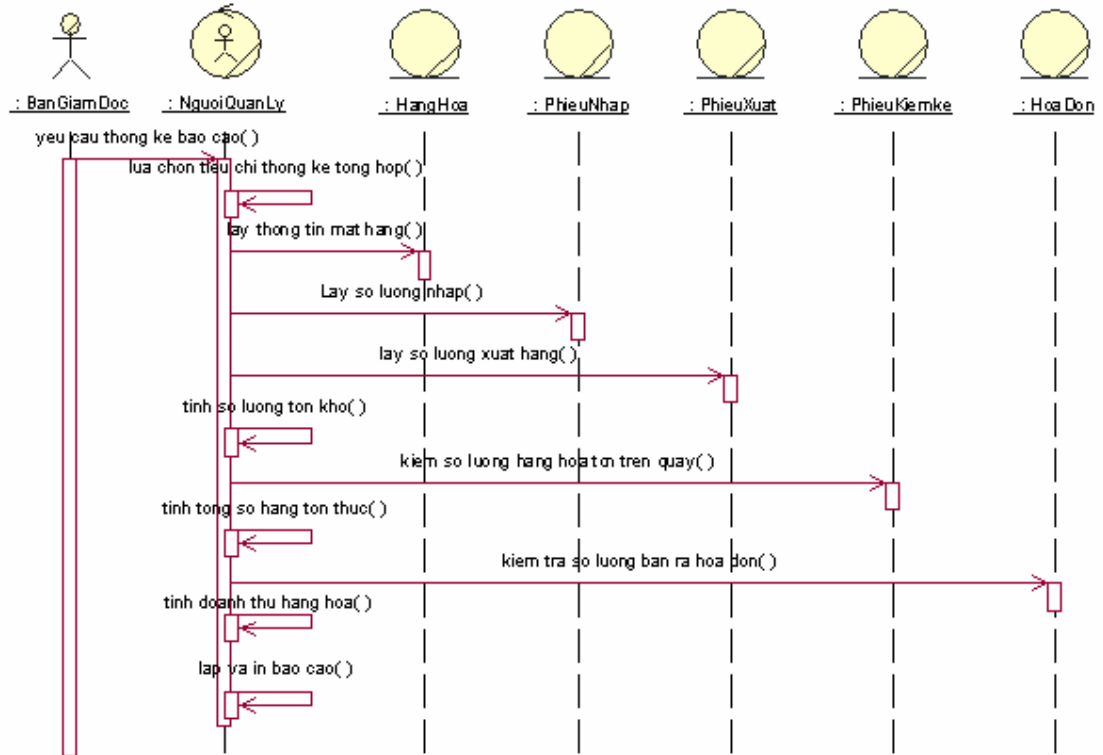 : BanGiamDoc
: NguoiQuanLy
: HangHoa
: PhieuNhap
: PhieuXuat
: PhieuKiemke
: HoaDon
yeu cau thong ke bao cao( )
lua chon tieu chi thong ke tong hop( )
lay thong tin mat hang( )
Lay so luong nhap( )
lay so luong xuat hang( )
tinh so luong ton kho( )
kiem so luong hang hoa ton tren quay( )
tinh tong so hang ton thuc( )
kiem tra so luong ban ra hoa don( )
tinh doanh thu hang hoa( )
lap va in bao cao( )